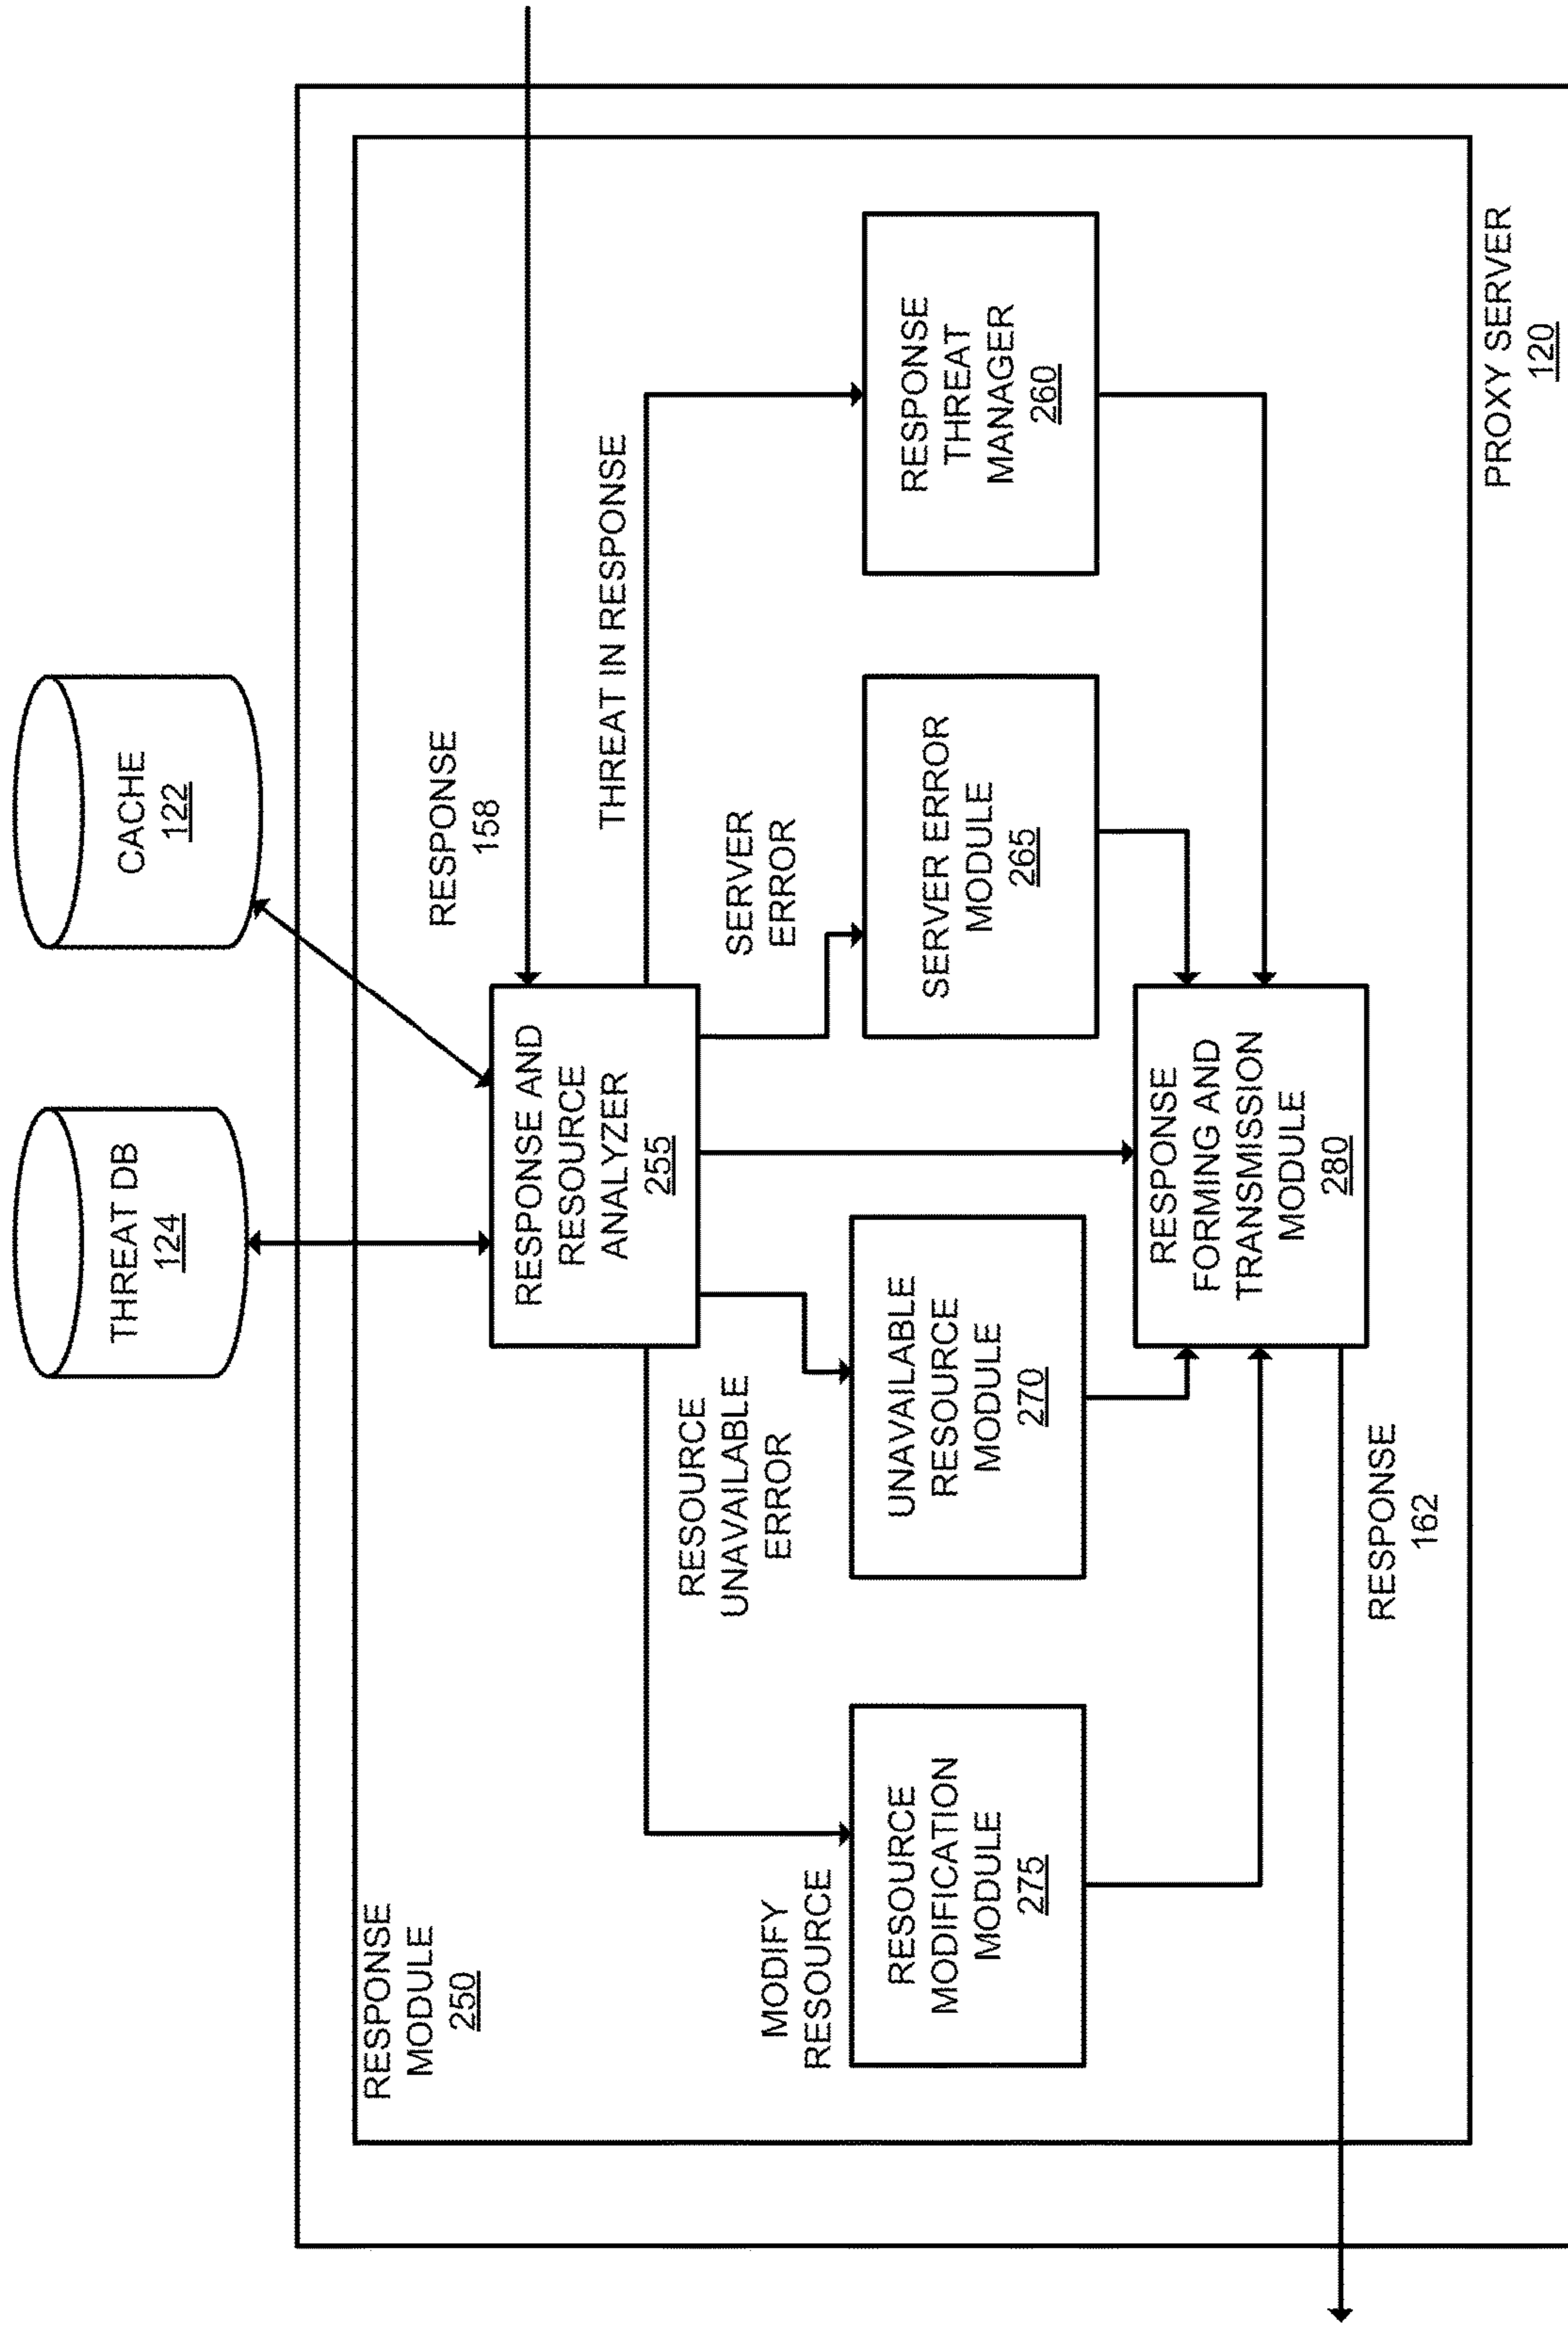 THREAT DB
124
CACHE
122
RESPONSE
MODULE
250
RESPONSE
158
RESPONSE AND
RESOURCE
ANALYZER
255
THREAT IN RESPONSE
MODIFY
RESOURCE
RESOURCE
UNAVAILABLE
ERROR
SERVER
ERROR
RESOURCE
MODIFICATION
MODULE
275
UNAVAILABLE
RESOURCE
MODULE
270
SERVER ERROR
MODULE
265
RESPONSE
THREAT
MANAGER
260
RESPONSE
FORMING AND
TRANSMISSION
MODULE
280
RESPONSE
162
PROXY SERVER
120